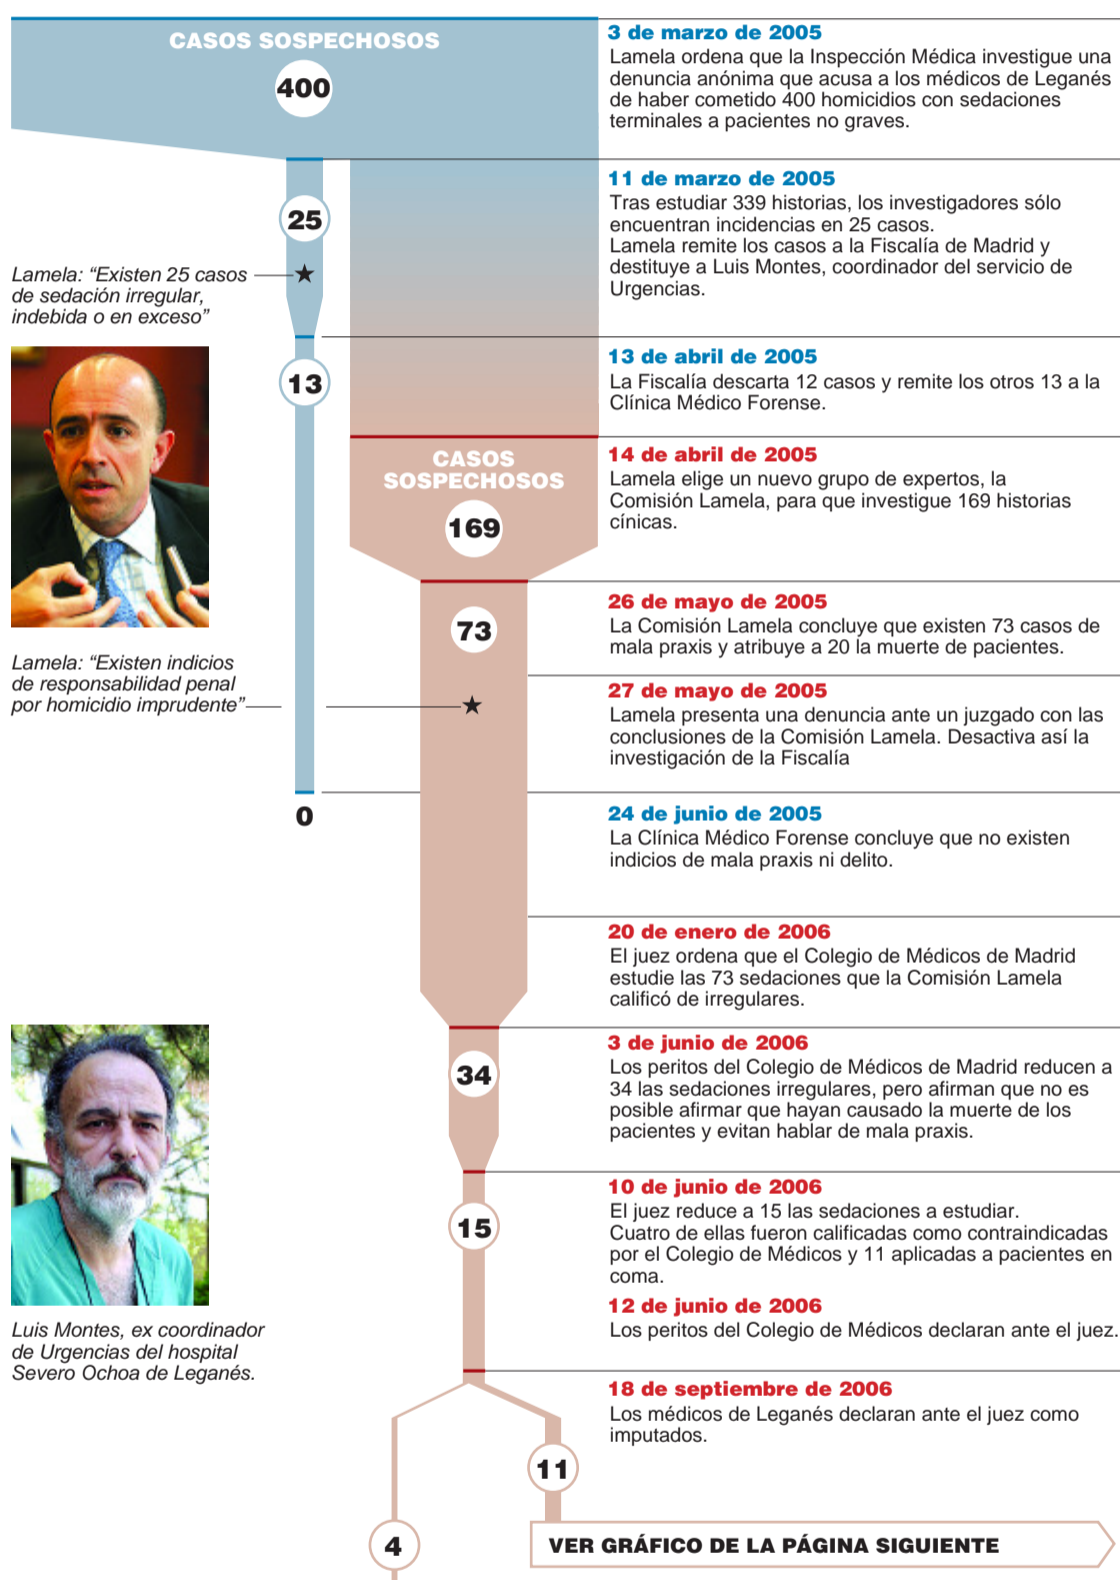 CASOS SOSPECHOSOS
400
3 de marzo de 2005
Lamela ordena que la Inspección Médica investigue una
denuncia anónima que acusa a los médicos de Leganés
de haber cometido 400 homicidios con sedaciones
terminales a pacientes no graves.
25
11 de marzo de 2005
Tras estudiar 339 historias, los investigadores sólo
encuentran incidencias en 25 casos.
Lamela remite los casos a la Fiscalía de Madrid y
destituye a Luis Montes, coordinador del servicio de
Urgencias.
Lamela: “Existen 25 casos
de sedación irregular,
indebida o en exceso”
13
13 de abril de 2005
La Fiscalía descarta 12 casos y remite los otros 13 a la
Clínica Médico Forense.
CASOS
SOSPECHOSOS
169
14 de abril de 2005
Lamela elige un nuevo grupo de expertos, la
Comisión Lamela, para que investigue 169 historias
cínicas.
73
26 de mayo de 2005
La Comisión Lamela concluye que existen 73 casos de
mala praxis y atribuye a 20 la muerte de pacientes.
Lamela: “Existen indicios
de responsabilidad penal
por homicidio imprudente”
27 de mayo de 2005
Lamela presenta una denuncia ante un juzgado con las
conclusiones de la Comisión Lamela. Desactiva así la
investigación de la Fiscalía
0
24 de junio de 2005
La Clínica Médico Forense concluye que no existen
indicios de mala praxis ni delito.
20 de enero de 2006
El juez ordena que el Colegio de Médicos de Madrid
estudie las 73 sedaciones que la Comisión Lamela
calificó de irregulares.
34
3 de junio de 2006
Los peritos del Colegio de Médicos de Madrid reducen a
34 las sedaciones irregulares, pero afirman que no es
posible afirmar que hayan causado la muerte de los
pacientes y evitan hablar de mala praxis.
15
10 de junio de 2006
El juez reduce a 15 las sedaciones a estudiar.
Cuatro de ellas fueron calificadas como contraindicadas
por el Colegio de Médicos y 11 aplicadas a pacientes en
coma.
12 de junio de 2006
Los peritos del Colegio de Médicos declaran ante el juez.
Luis Montes, ex coordinador
de Urgencias del hospital
Severo Ochoa de Leganés.
18 de septiembre de 2006
Los médicos de Leganés declaran ante el juez como
imputados.
11
4
VER GRÁFICO DE LA PÁGINA SIGUIENTE